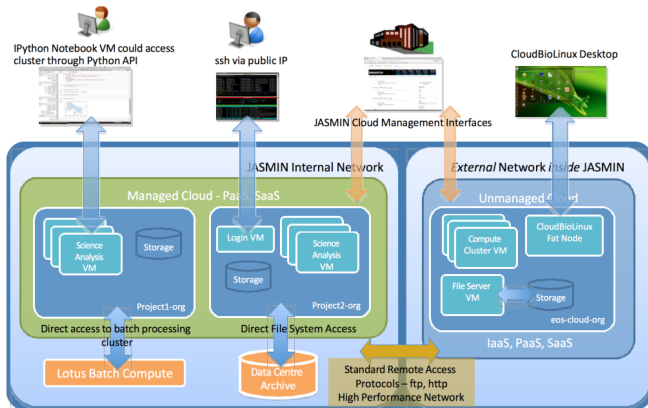 IPython Notebook VM could access
cluster through Python API
ssh via public IP
CloudBioLinux Desktop
JASMIN Cloud Management Interfaces
JASMIN Internal Network
External Network inside JASMIN
Managed Cloud - PaaS, SaaS
Unmanaged Cloud
Science
Analysis
VM
Storage
Project1-org
Login VM
Science
Analysis
VM
Storage
Project2-org
Compute
Cluster VM
CloudBioLinux
Fat Node
File Server
VM
Storage
eos-cloud-org
IaaS, PaaS, SaaS
Direct access to batch processing
cluster
Direct File System Access
Lotus Batch Compute
Data Centre
Archive
Standard Remote Access
Protocols – ftp, http
High Performance Network